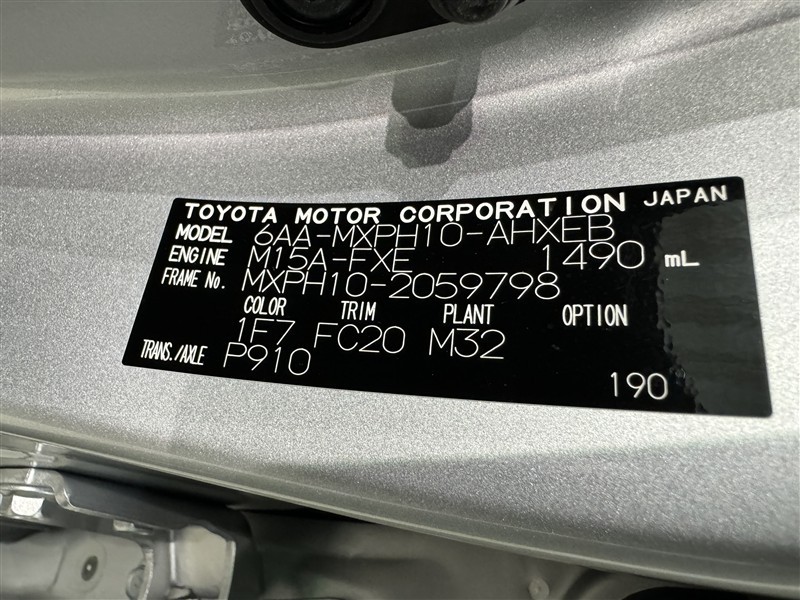 TOYOTA MOTOR CORPORATION JAPAN
MODEL 6AA-MXPH10-AHXEB
ENGINE M15A-FXE 1490 mL
FRAME No. MXPH10-2059798
COLOR TRIM PLANT OPTION
1F7 FC20 M32
TRANS./AXLE P910
190